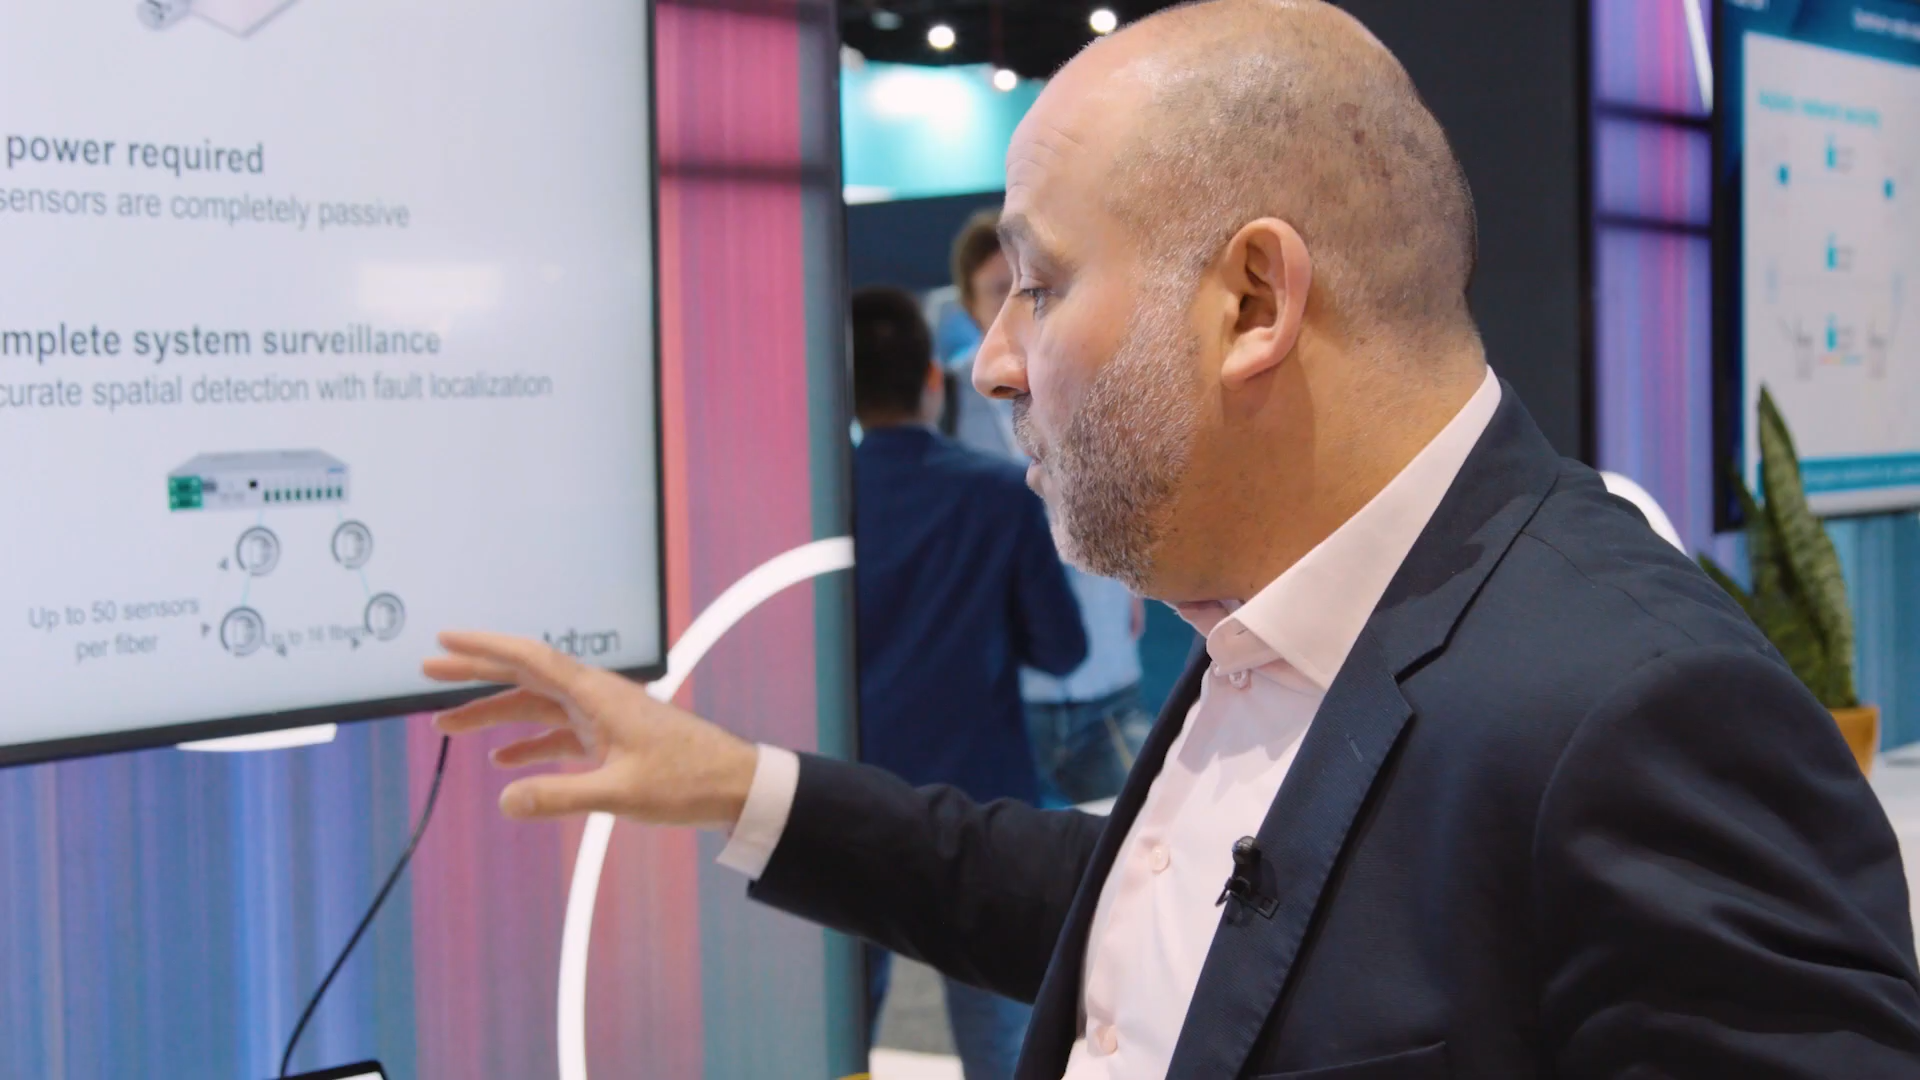 power required
sensors are completely passive
mplete system surveillance
curate spatial detection with fault localization
Up to 50 sensors
per fiber
Adtran